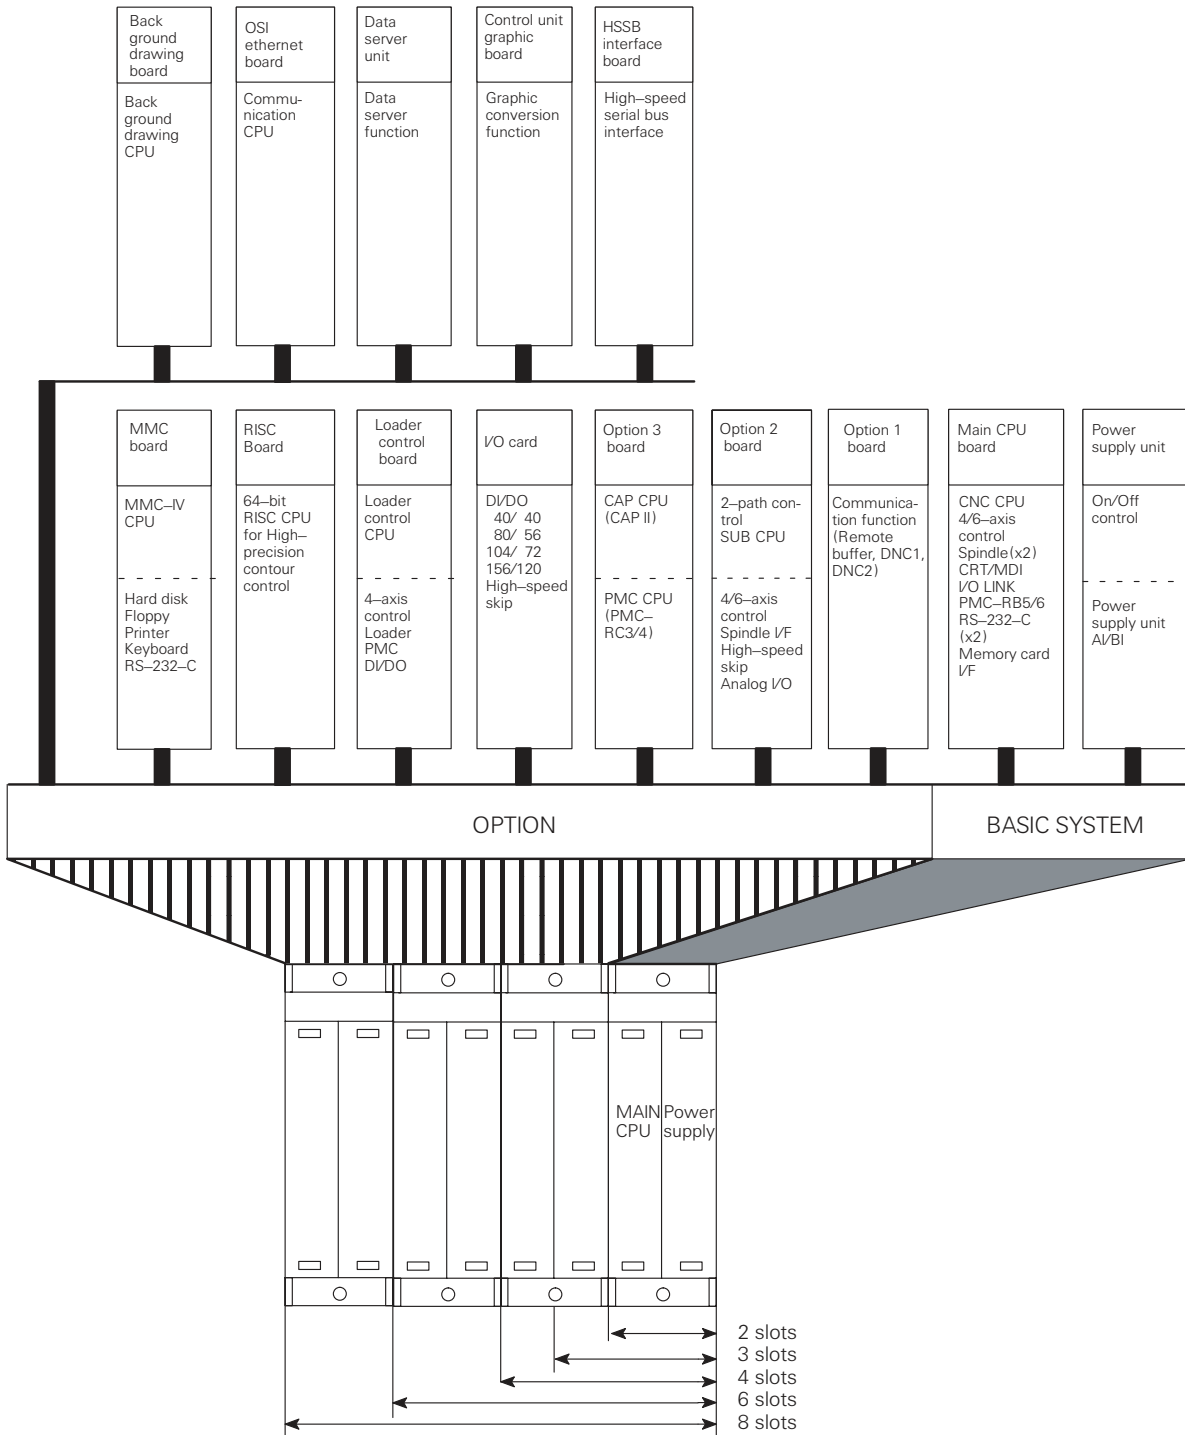 Back
ground
drawing
board
Back
ground
drawing
CPU
OSI
ethernet
board
Commu–
nication
CPU
Data
server
unit
Data
server
function
Control unit
graphic
board
Graphic
conversion
function
HSSB
interface
board
High–speed
serial bus
interface
MMC
board
MMC–IV
CPU
Hard disk
Floppy
Printer
Keyboard
RS–232–C
RISC
Board
64–bit
RISC CPU
for High–
precision
contour
control
Loader
control
board
Loader
control
CPU
4–axis
control
Loader
PMC
DI/DO
I/O card
DI/DO
40/ 40
80/ 56
104/ 72
156/120
High–speed
skip
Option 3
board
CAP CPU
(CAP II)
PMC CPU
(PMC–
RC3/4)
Option 2
board
2–path con-
trol
SUB CPU
4/6–axis
control
Spindle I/F
High–speed
skip
Analog I/O
Option 1
board
Communica-
tion function
(Remote
buffer, DNC1,
DNC2)
Main CPU
board
CNC CPU
4/6–axis
control
Spindle(x2)
CRT/MDI
I/O LINK
PMC–RB5/6
RS–232–C
(x2)
Memory card
I/F
Power
supply unit
On/Off
control
Power
supply unit
AI/BI
OPTION
BASIC SYSTEM
MAIN
CPU
Power
supply
2 slots
3 slots
4 slots
6 slots
8 slots